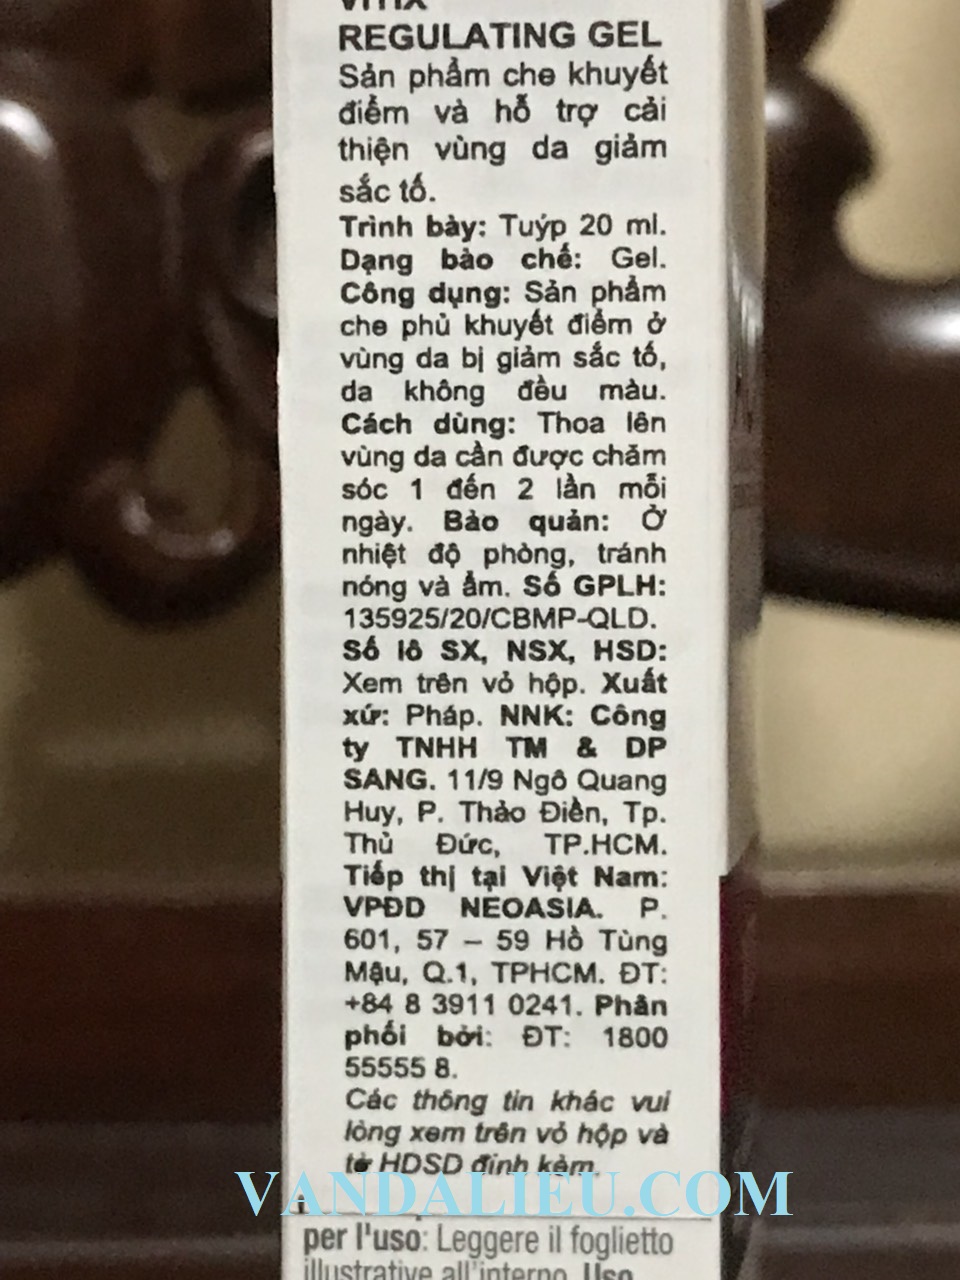 VITIX
REGULATING GEL
Sản phẩm che khuyết
điểm và hỗ trợ cải
thiện vùng da giảm
sắc tố.
Trình bày: Tuýp 20 ml.
Dạng bào chế: Gel.
Công dụng: Sản phẩm
che phủ khuyết điểm ở
vùng da bị giảm sắc tố,
da không đều màu.
Cách dùng: Thoa lên
vùng da cần được chăm
sóc 1 đến 2 lần mỗi
ngày. Bảo quản: Ở
nhiệt độ phòng, tránh
nóng và ẩm. Số GPLH:
135925/20/CBMP-QLD.
Số lô SX, NSX, HSD:
Xem trên vỏ hộp. Xuất
xứ: Pháp. NNK: Công
ty TNHH TM & DP
SANG. 11/9 Ngô Quang
Huy, P. Thảo Điền, Tp.
Thủ Đức, TP.HCM.
Tiếp thị tại Việt Nam:
VPĐD NEOASIA. P.
601, 57 – 59 Hồ Tùng
Mậu, Q.1, TPHCM. ĐT:
+84 8 3911 0241. Phân
phối bởi: ĐT: 1800
55555 8.
Các thông tin khác vui
lòng xem trên vỏ hộp và
tờ HDSD đính kèm.
VANDALIEU.COM
per l'uso: Leggere il foglietto
illustrative all'interno. Uso